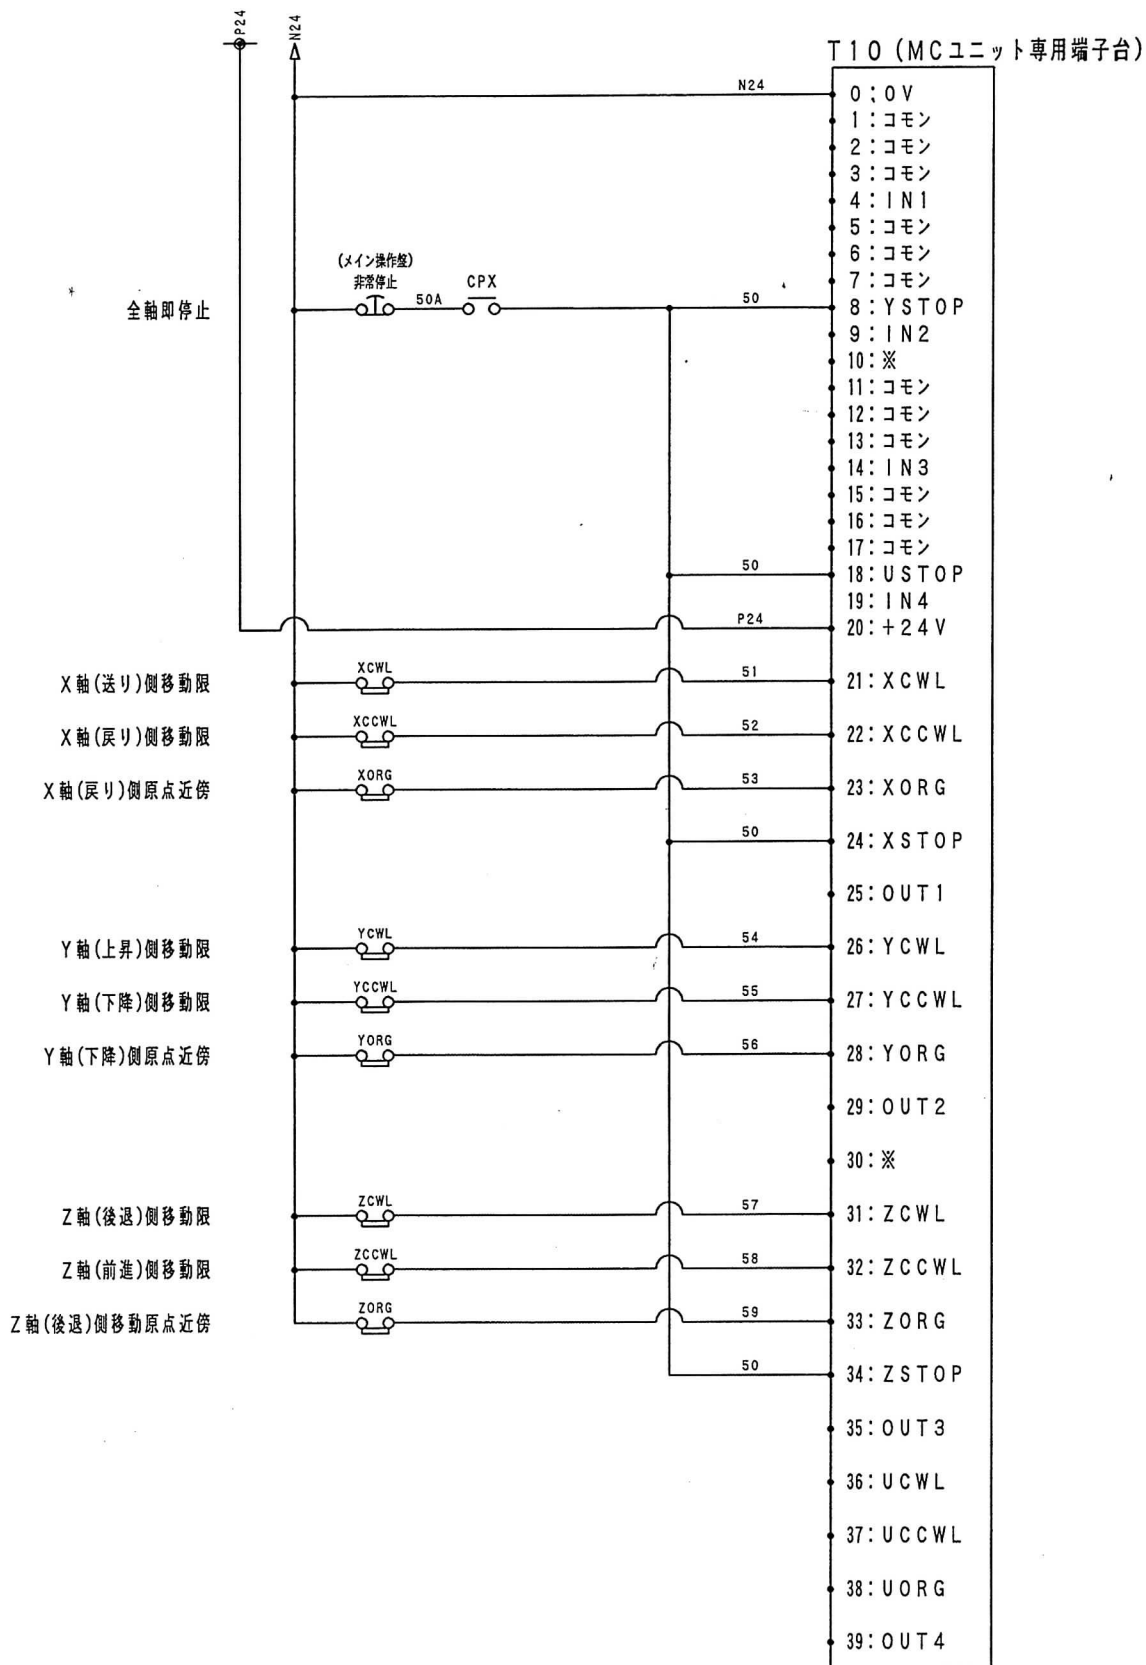 P24
N24
T10 (MCユニット専用端子台)
N24
0:0V
1:コモン
2:コモン
3:コモン
4:IN1
5:コモン
6:コモン
7:コモン
(メイン操作盤)
非常停止
全軸即停止
50A
CPX
50
8:YSTOP
9:IN2
10:※
11:コモン
12:コモン
13:コモン
14:IN3
15:コモン
16:コモン
17:コモン
50
18:USTOP
19:IN4
P24
20:+24V
X軸(送り)側移動限
XCWL
51
21:XCWL
X軸(戻り)側移動限
XCCWL
52
22:XCCWL
X軸(戻り)側原点近傍
XORG
53
23:XORG
50
24:XSTOP
25:OUT1
Y軸(上昇)側移動限
YCWL
54
26:YCWL
Y軸(下降)側移動限
YCCWL
55
27:YCCWL
Y軸(下降)側原点近傍
YORG
56
28:YORG
29:OUT2
30:※
Z軸(後退)側移動限
ZCWL
57
31:ZCWL
Z軸(前進)側移動限
ZCCWL
58
32:ZCCWL
Z軸(後退)側移動原点近傍
ZORG
59
33:ZORG
50
34:ZSTOP
35:OUT3
36:UCWL
37:UCCWL
38:UORG
39:OUT4